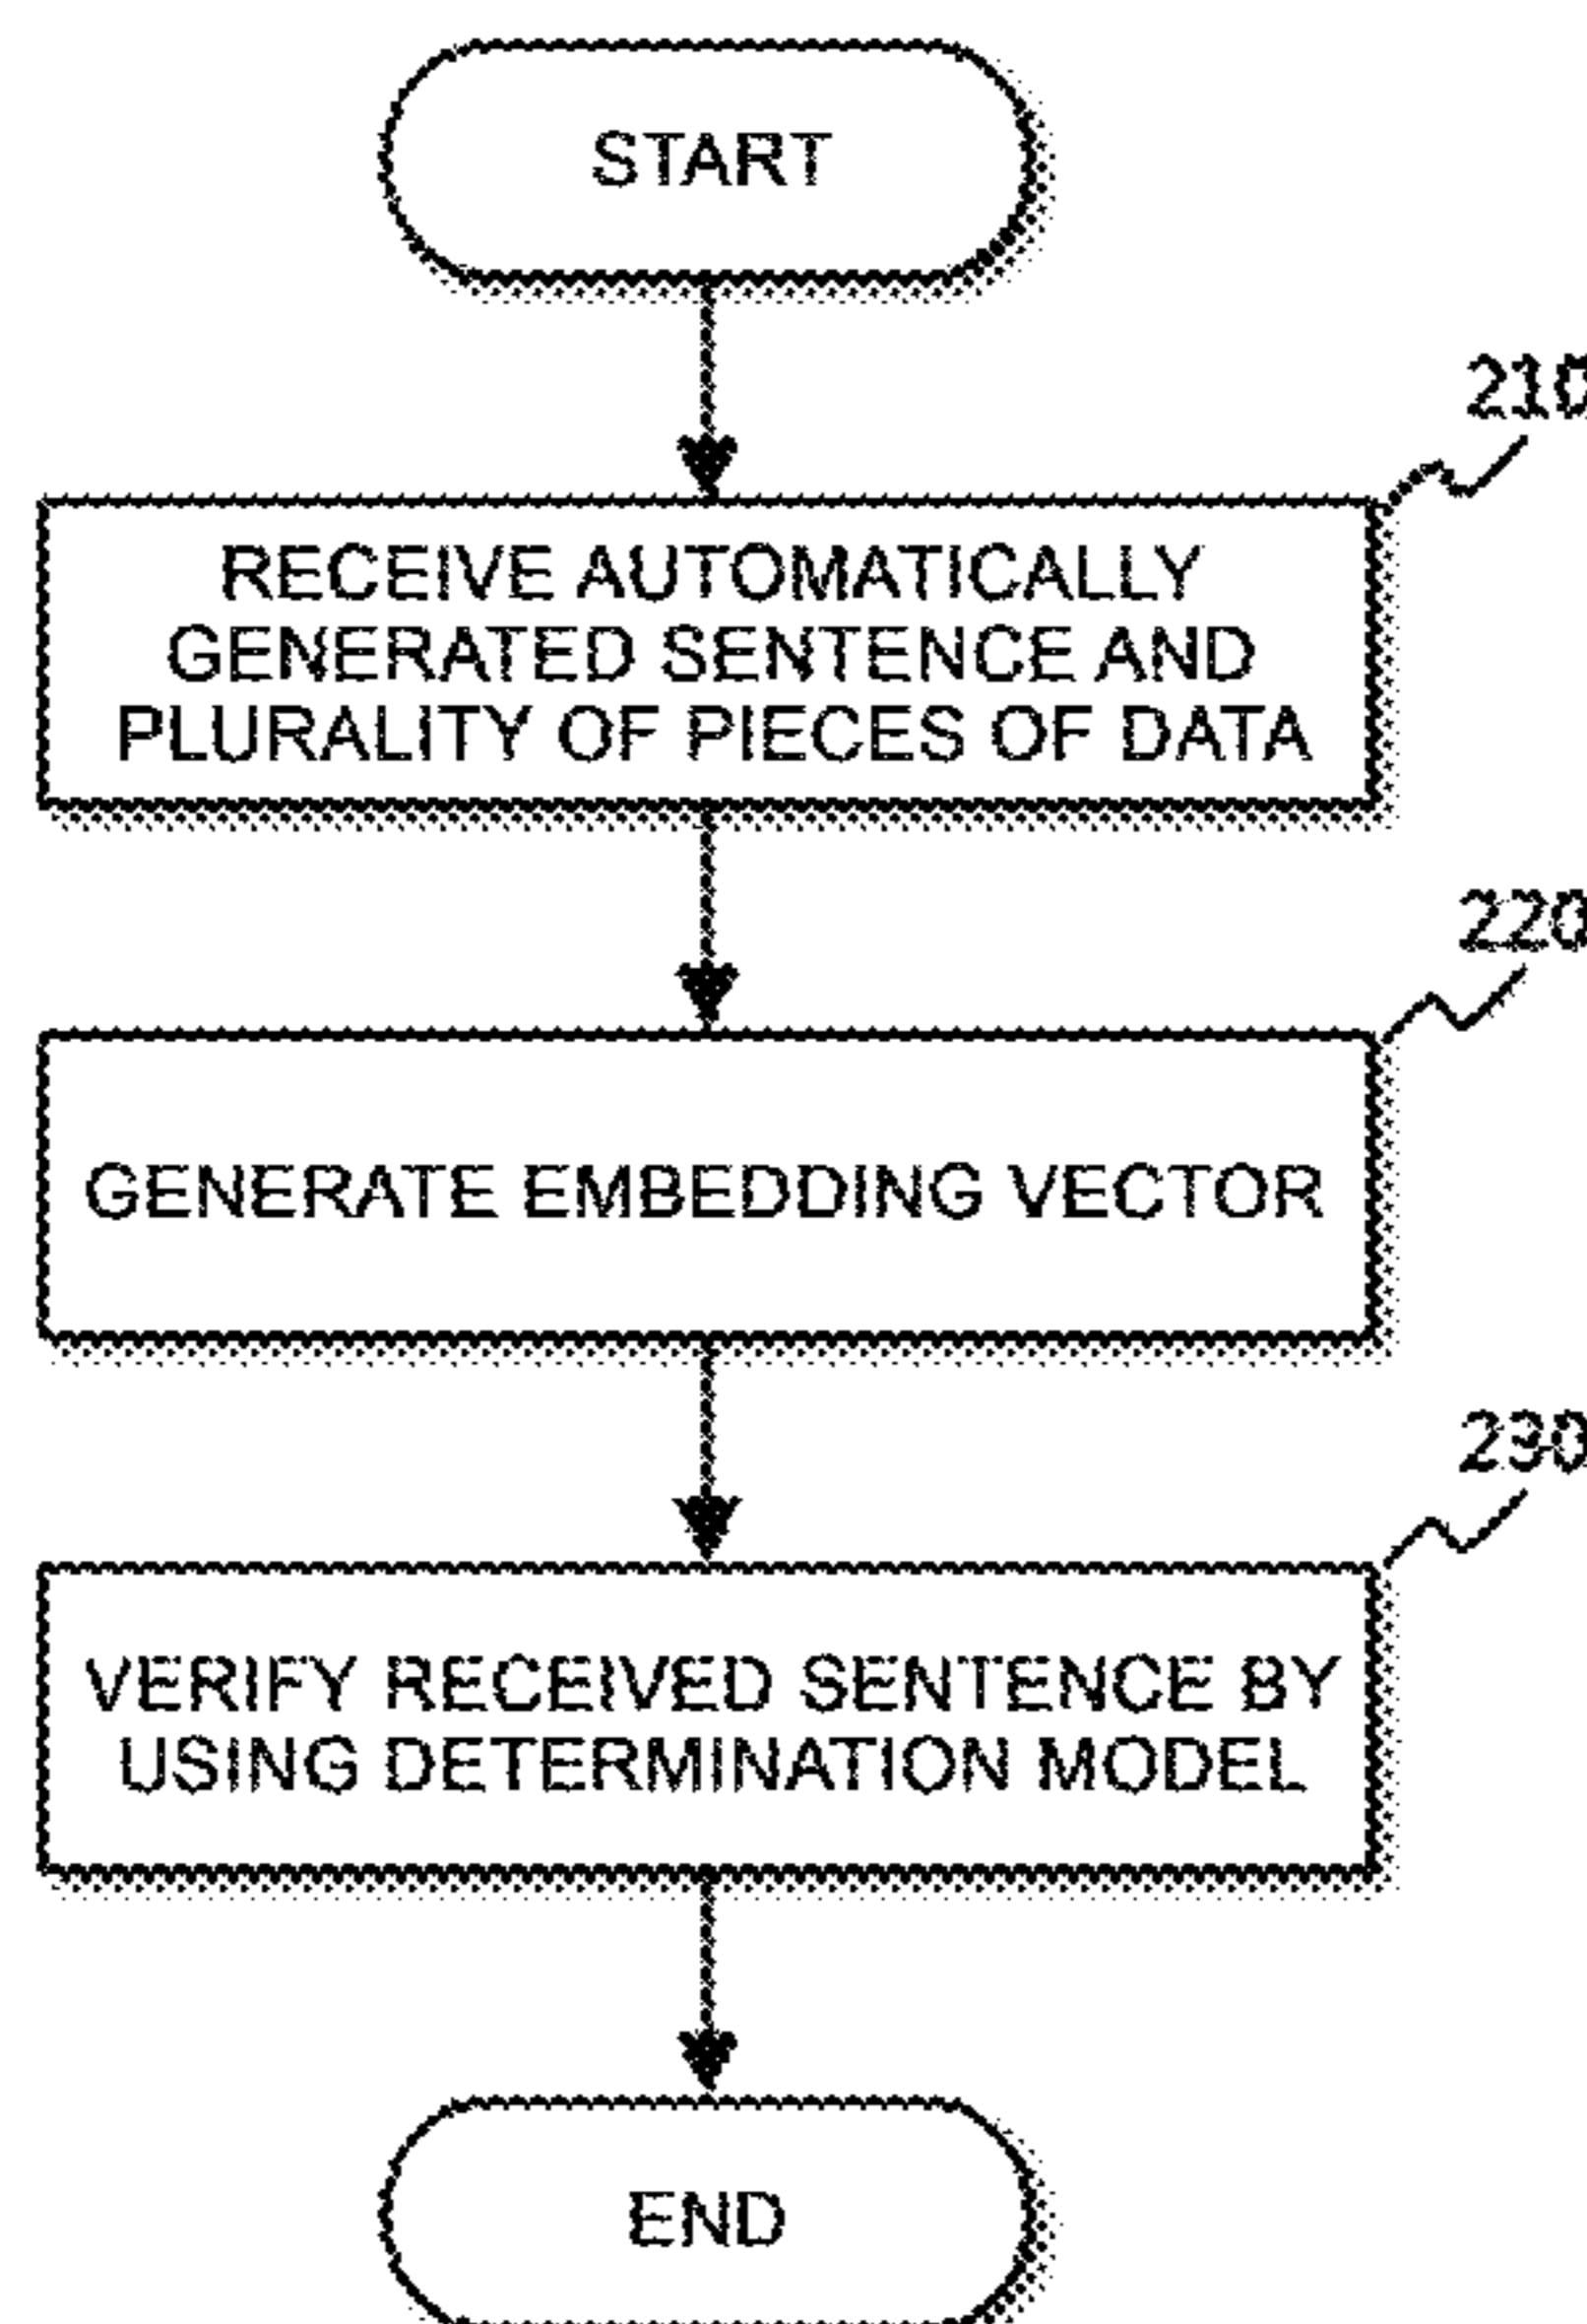 START
210
RECEIVE AUTOMATICALLY
GENERATED SENTENCE AND
PLURALITY OF PIECES OF DATA
220
GENERATE EMBEDDING VECTOR
230
VERIFY RECEIVED SENTENCE BY
USING DETERMINATION MODEL
END